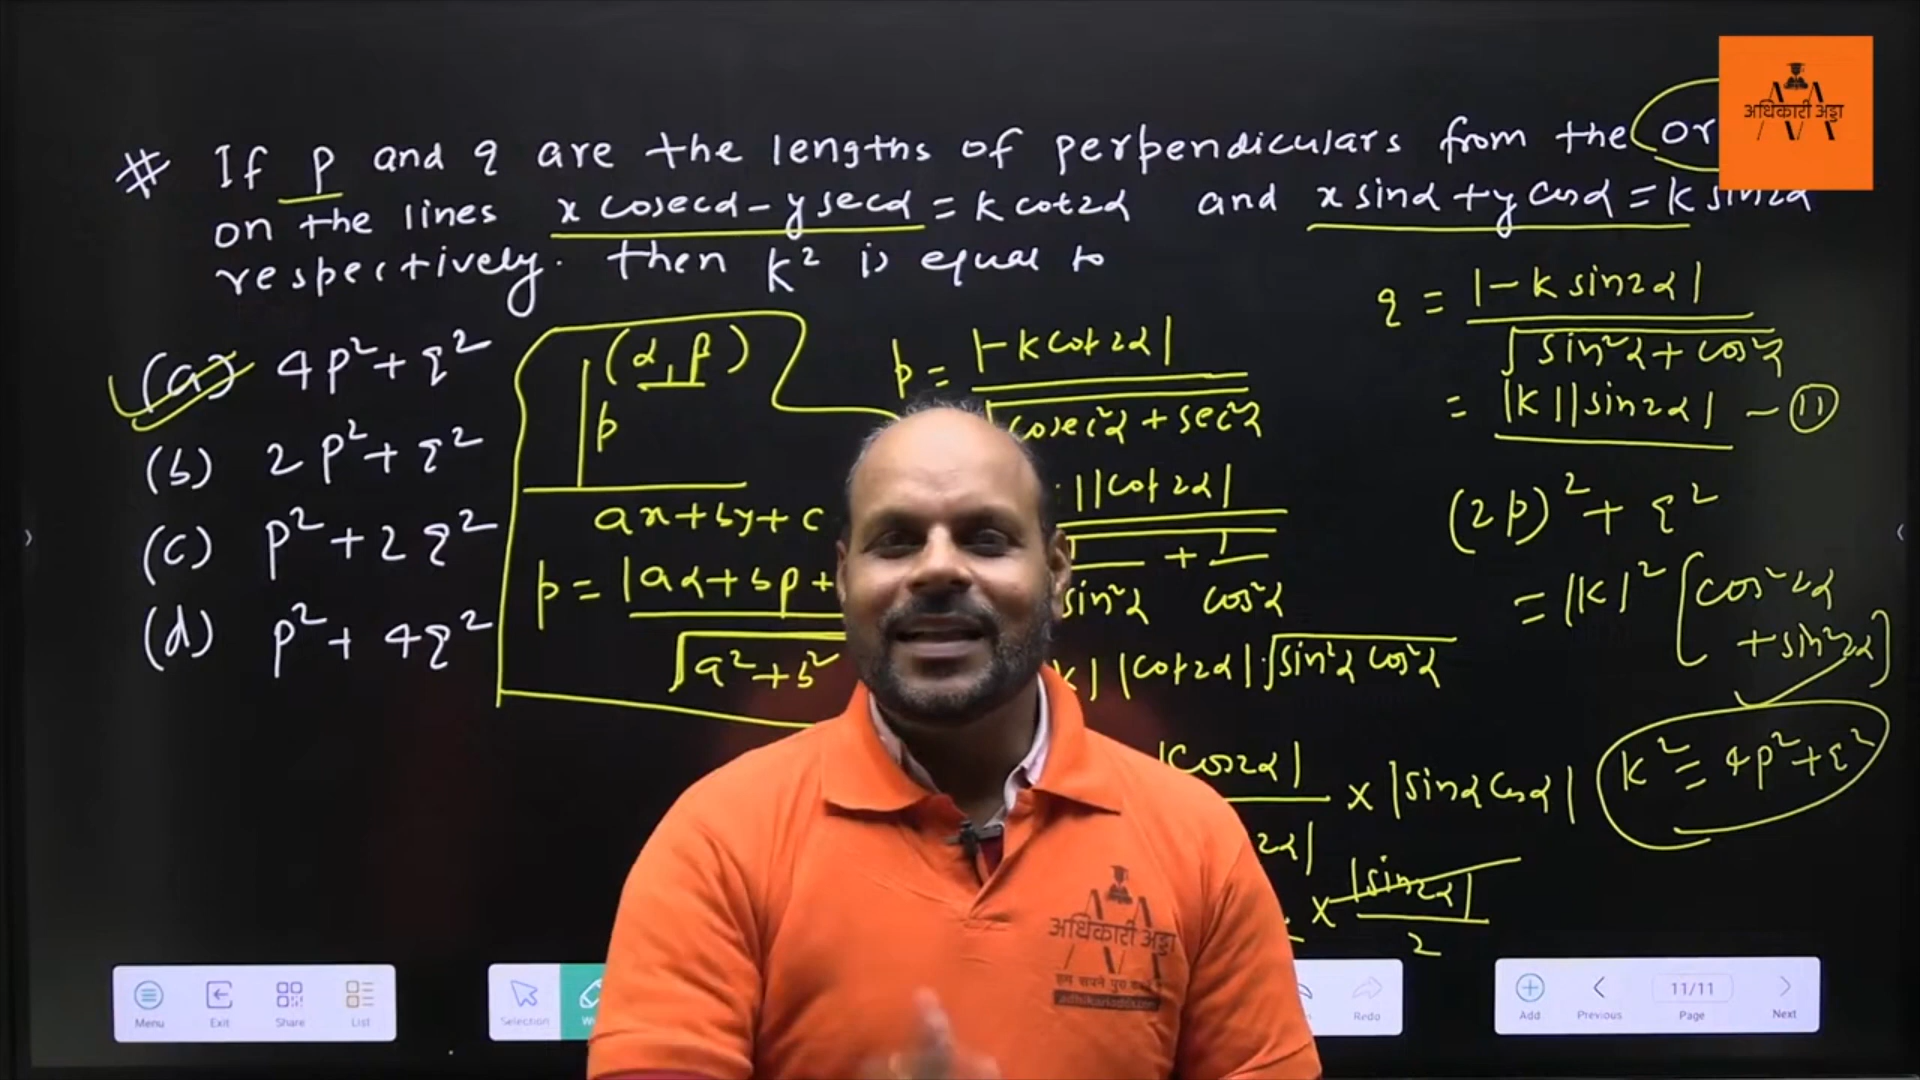 अधिकारी अड्डा
# If p and q are the lengths of perpendiculars from the
on the lines x cosecα - y secα = k cot2α and x sinα + y cosα = k sin2α
respectively. then k² is equal to
(a) 4p² + q²
(b) 2p² + q²
(c) p² + 2q²
(d) p² + 4q²
(α, β)
p
ax + by + c
p = |aα + bβ +
√a² + b²
p = |-k cot2α|
cosec²α + sec²α
||cot2α|
sin²α + cos²α
| |cot2α| · √sin²α cos²α
|cos2α| × |sinα cosα|
2α|
× |sin2α|
2
q = |-k sin2α|
√sin²α + cos²α
= |k||sin2α| - (11)
(2p)² + q²
= |k|² [cos²2α
+ sin²2α]
k² = 4p² + q²
अधिकारी अड्डा
Menu Exit Share List
Selection
Redo
Add Previous 11/11 Page Next